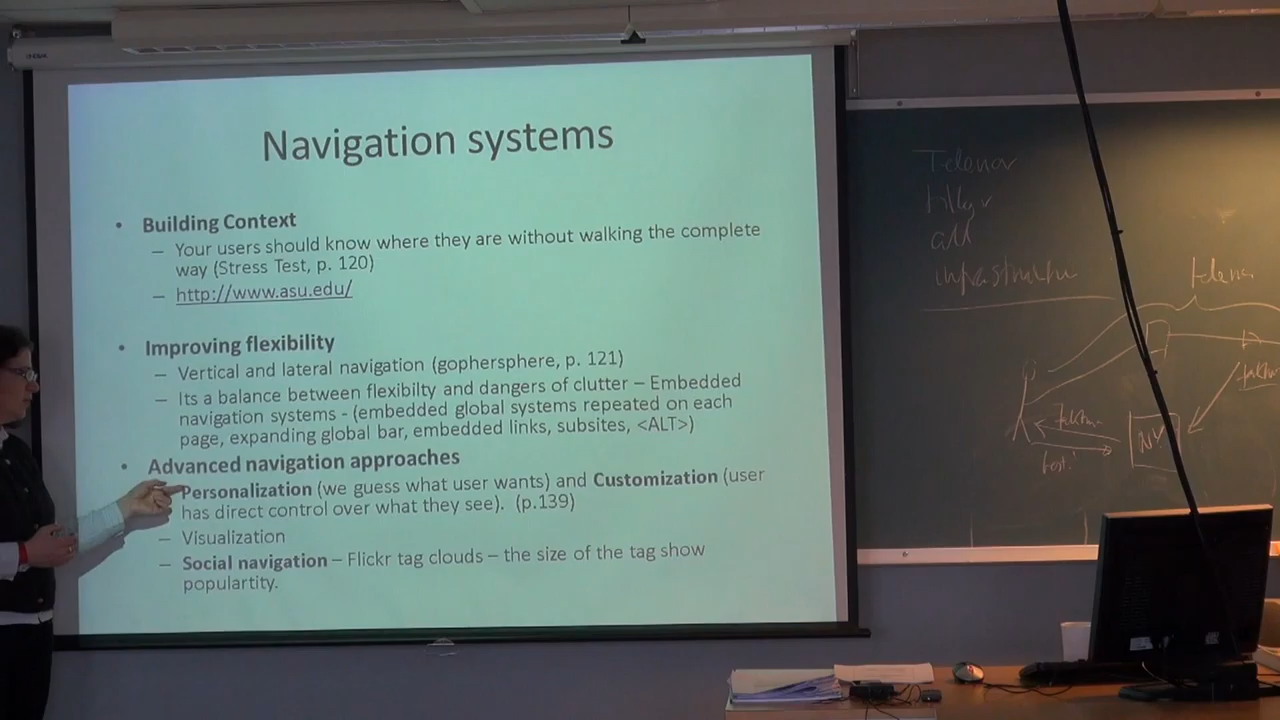 Navigation systems
• Building Context
– Your users should know where they are without walking the complete
way (Stress Test, p. 120)
– http://www.asu.edu/
• Improving flexibility
– Vertical and lateral navigation (gophersphere, p. 121)
– Its a balance between flexibilty and dangers of clutter – Embedded
navigation systems - (embedded global systems repeated on each
page, expanding global bar, embedded links, subsites, <ALT>)
• Advanced navigation approaches
Personalization (we guess what user wants) and Customization (user
has direct control over what they see). (p.139)
– Visualization
– Social navigation – Flickr tag clouds – the size of the tag show
populartity.
Telenor
all